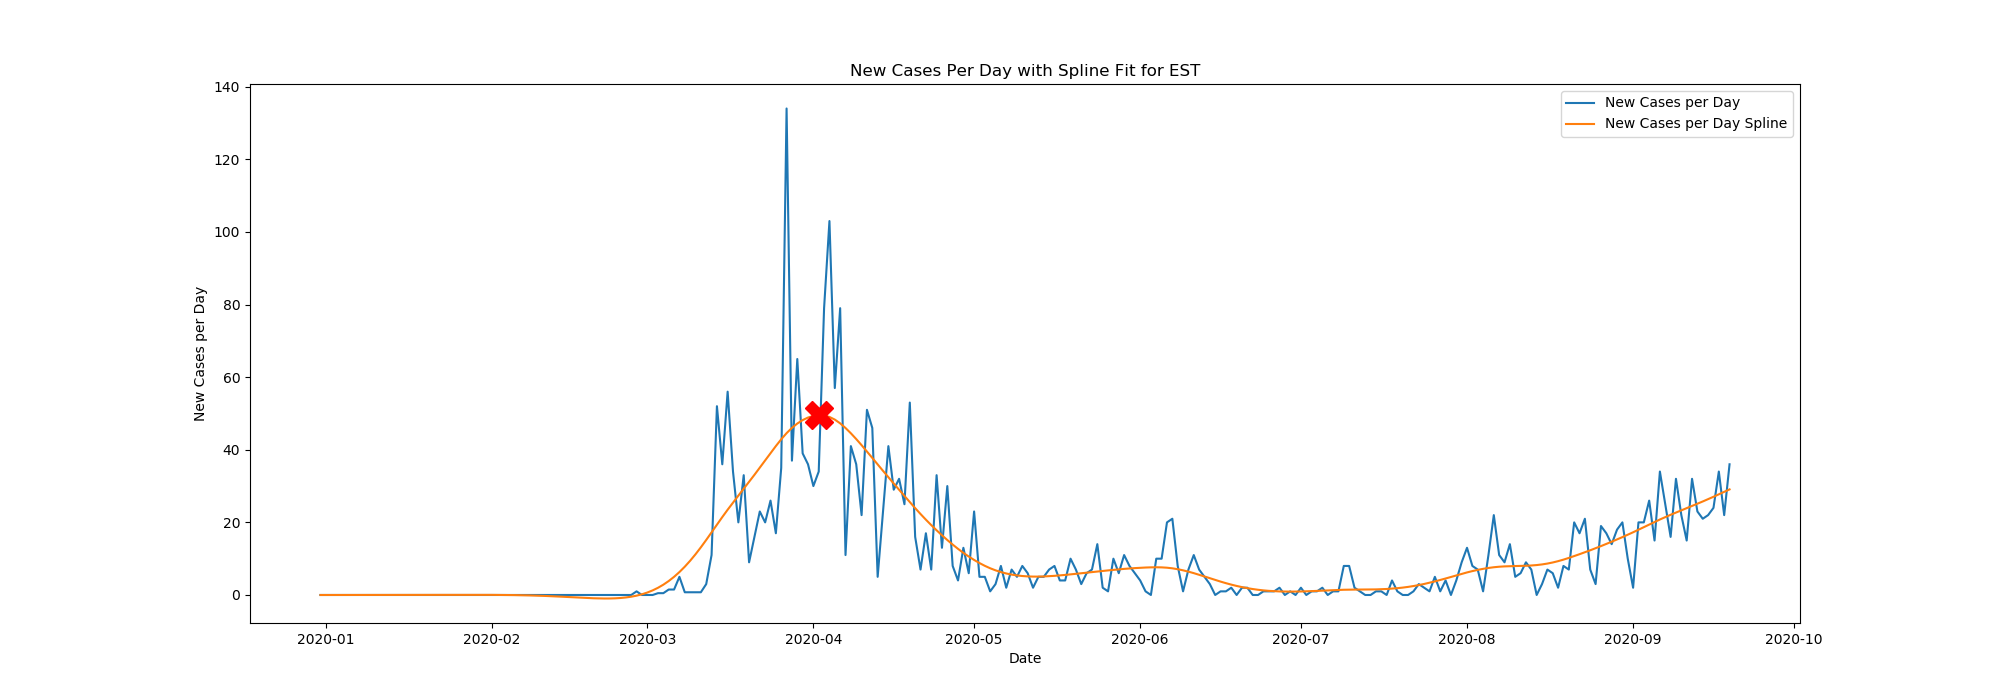 New Cases Per Day with Spline Fit for EST
New Cases per Day
New Cases per Day Spline
140
120
100
80
60
40
20
0
New Cases per Day
2020-01 2020-02 2020-03 2020-04 2020-05 2020-06 2020-07 2020-08 2020-09 2020-10
Date